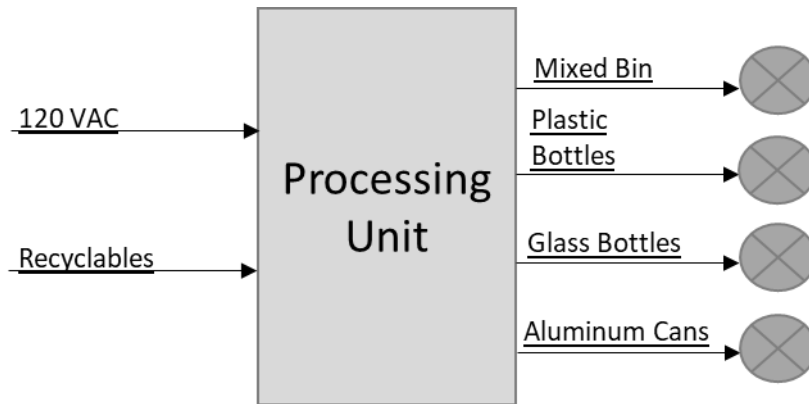 120 VAC
Recyclables
Processing
Unit
Mixed Bin
Plastic
Bottles
Glass Bottles
Aluminum Cans